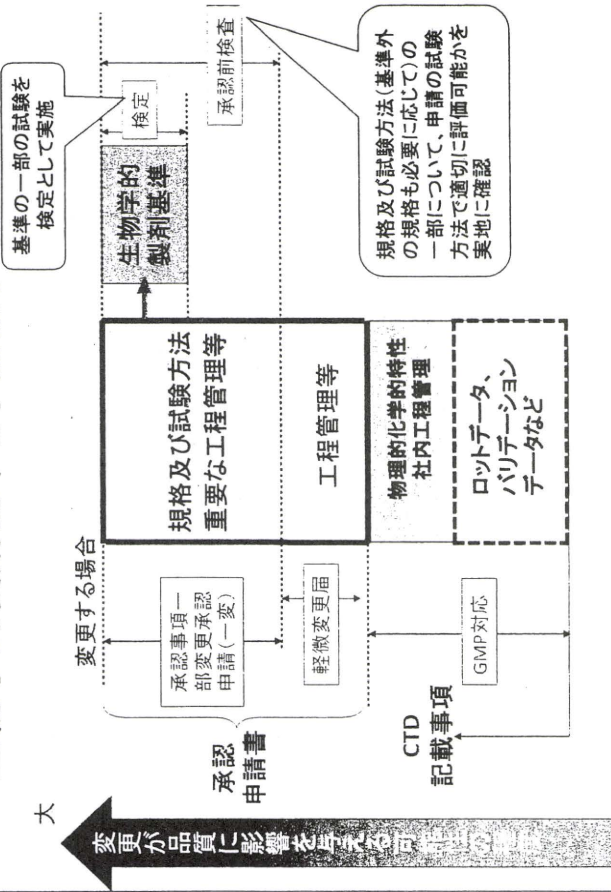 大
変更が品質に影響を与える可能性の
変更する場合
承認
申請書
承認事項一
部変更承認
申請(一変)
軽微変更届
CTD
記載事項
GMP対応
規格及び試験方法
重要な工程管理等
工程管理等
物理的化学的特性
社内工程管理
ロットデータ、
バリデーション
データなど
生物学的
製剤基準
検定
承認前検査
基準の一部の試験を
検定として実施
規格及び試験方法(基準外
の規格も必要に応じて)の
一部について、申請の試験
方法で適切に評価可能かを
実地に確認